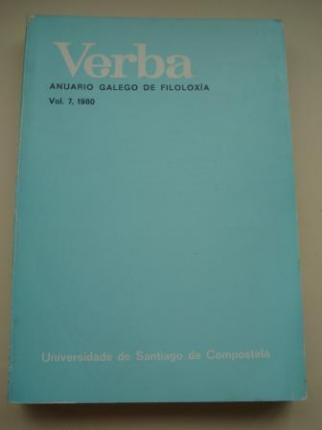 Verba
ANUARIO GALEGO DE FILOLOXÍA
Vol. 7, 1980
Universidade de Santiago de Compostela